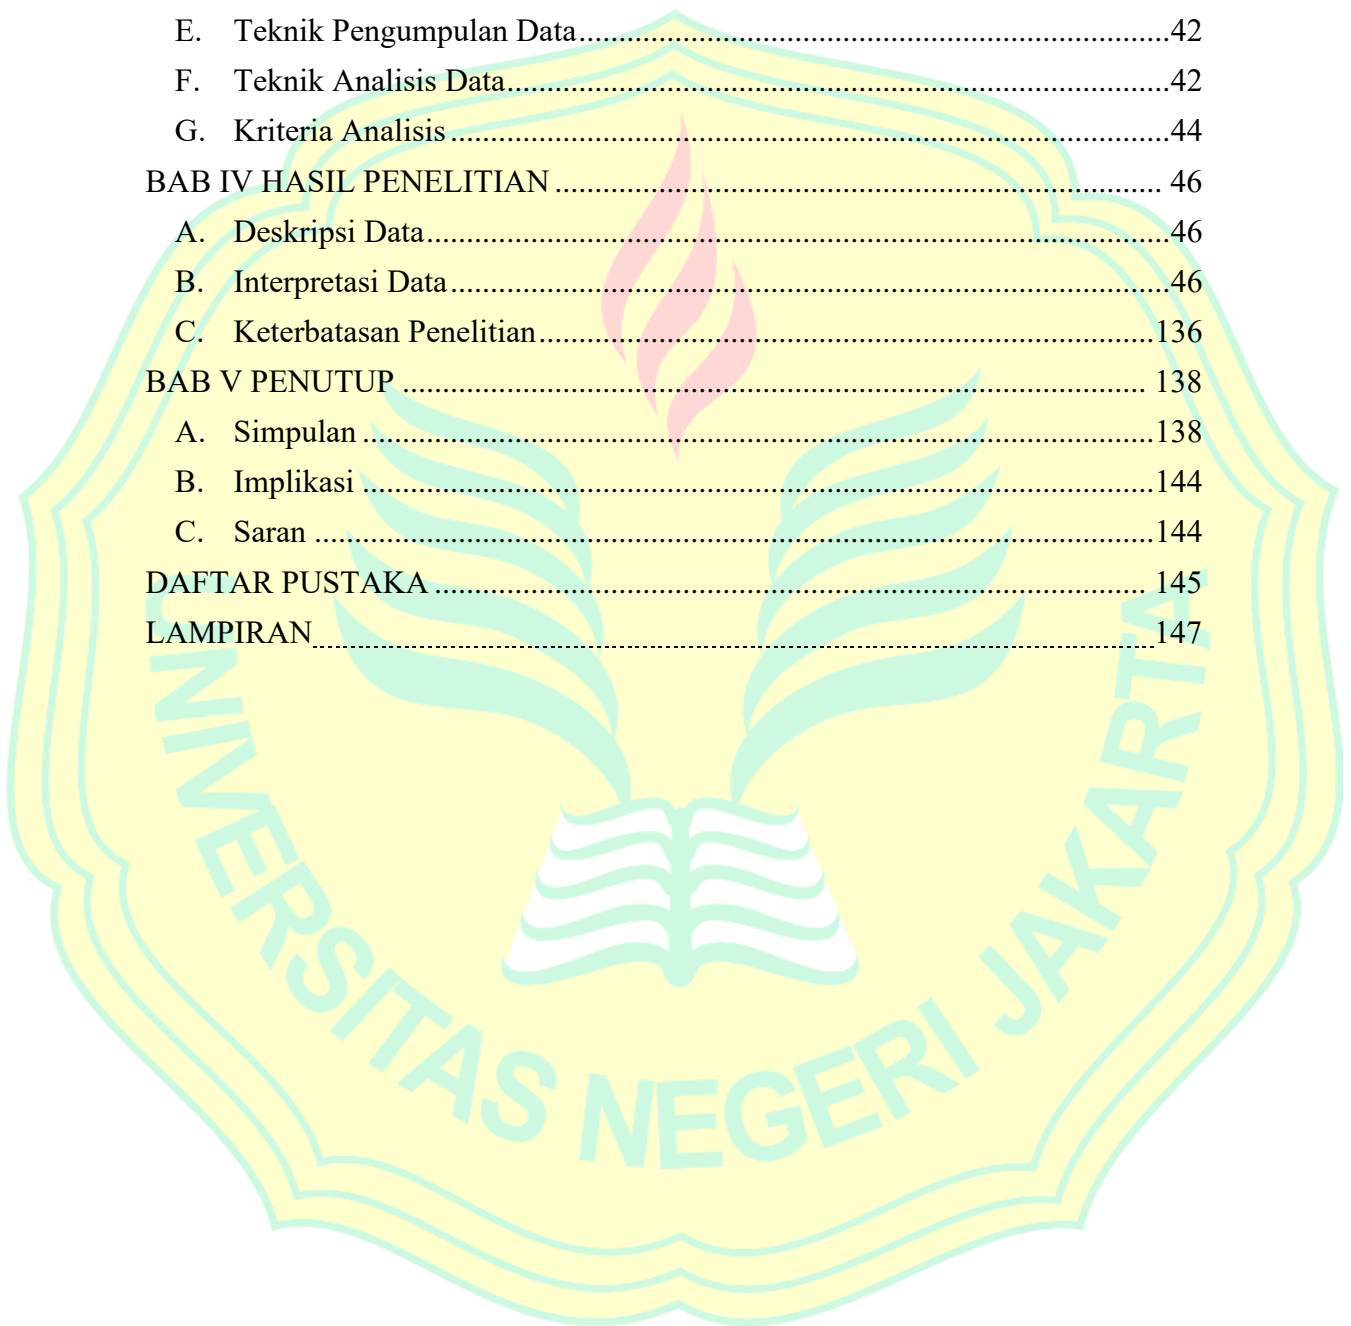 E. Teknik Pengumpulan Data......................................................................42
F. Teknik Analisis Data...............................................................................42
G. Kriteria Analisis......................................................................................44
BAB IV HASIL PENELITIAN........................................................................ 46
A. Deskripsi Data.........................................................................................46
B. Interpretasi Data......................................................................................46
C. Keterbatasan Penelitian.........................................................................136
BAB V PENUTUP ........................................................................................ 138
A. Simpulan ..............................................................................................138
B. Implikasi ..............................................................................................144
C. Saran ....................................................................................................144
DAFTAR PUSTAKA .................................................................................... 145
LAMPIRAN....................................................................................................147
UNIVERSITAS NEGERI JAKARTA